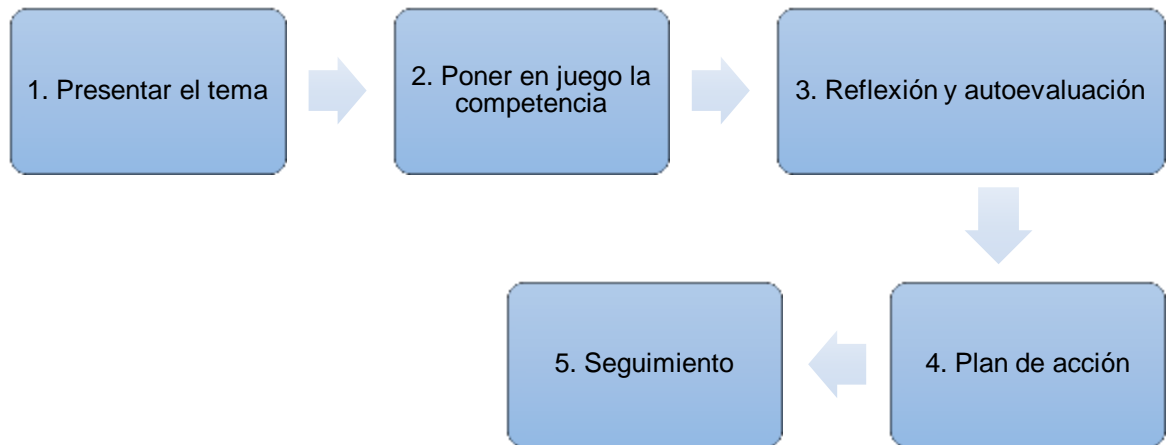 1. Presentar el tema
2. Poner en juego la
competencia
3. Reflexión y autoevaluación
4. Plan de acción
5. Seguimiento